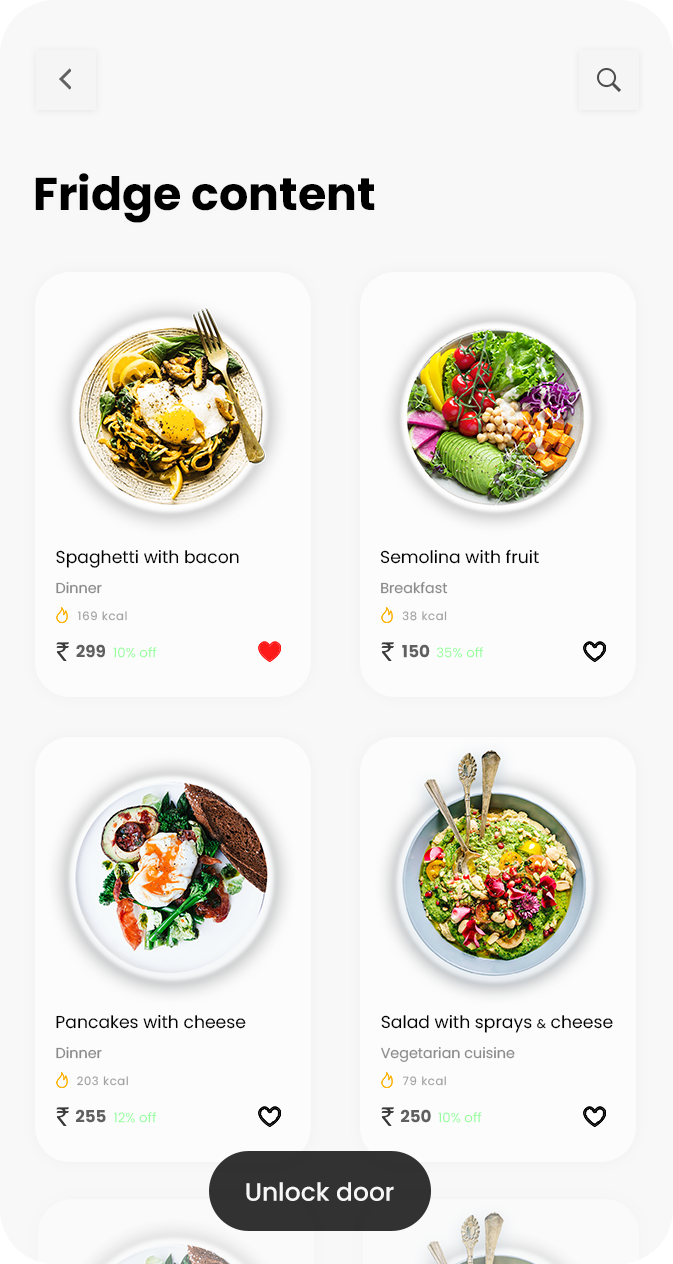 Fridge content
Spaghetti with bacon
Dinner
169 kcal
₹ 299 10% off
Semolina with fruit
Breakfast
38 kcal
₹ 150 35% off
Pancakes with cheese
Dinner
203 kcal
₹ 255 12% off
Salad with sprays & cheese
Vegetarian cuisine
79 kcal
₹ 250 10% off
Unlock door